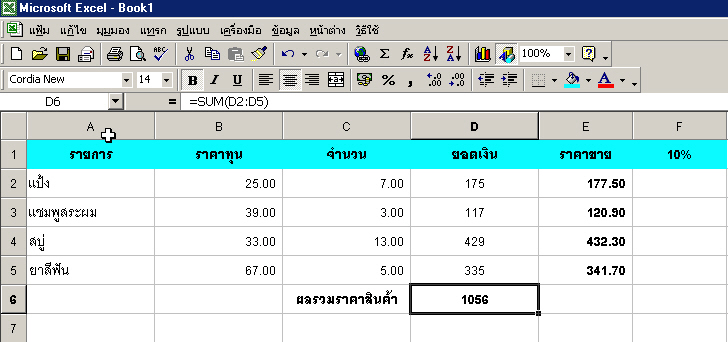 Microsoft Excel - Book1
แฟ้ม แก้ไข มุมมอง แทรก รูปแบบ เครื่องมือ ข้อมูล หน้าต่าง วิธีใช้
100%
Cordia New 14 B I U
D6 = =SUM(D2:D5)
A B C D E F
1 รายการ ราคาทุน จำนวน ยอดเงิน ราคาขาย 10%
2 แป้ง 25.00 7.00 175 177.50
3 แชมพูสระผม 39.00 3.00 117 120.90
4 สบู่ 33.00 13.00 429 432.30
5 ยาสีฟัน 67.00 5.00 335 341.70
6 ผลรวมราคาสินค้า 1056
7